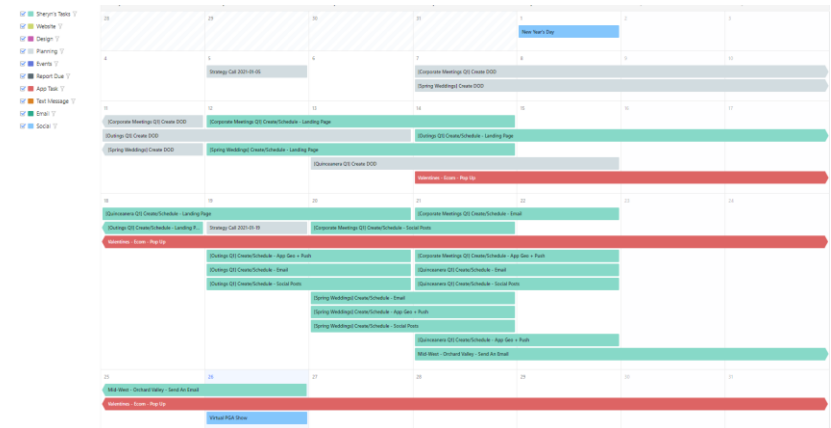 Sheryn's Tasks
Website
Design
Planning
Events
Report Due
App Task
Text Message
Email
Social
28 29 30 31 1 2 3
New Year's Day
4 5 6 7 8 9 10
Strategy Call 2021-01-05
(Corporate Meetings Q1) Create DOD
(Spring Weddings) Create DOD
11 12 13 14 15 16 17
(Corporate Meetings Q1) Create DOD
(Corporate Meetings Q1) Create/Schedule - Landing Page
(Outings Q1) Create DOD
(Outings Q1) Create/Schedule - Landing Page
(Spring Weddings) Create DOD
(Spring Weddings) Create/Schedule - Landing Page
(Quinceanera Q1) Create DOD
Valentines - Ecom - Pop Up
18 19 20 21 22 23 24
(Quinceanera Q1) Create/Schedule - Landing Page
(Corporate Meetings Q1) Create/Schedule - Email
(Outings Q1) Create/Schedule - Landing P...
Strategy Call 2021-01-19
(Corporate Meetings Q1) Create/Schedule - Social Posts
Valentines - Ecom - Pop Up
(Outings Q1) Create/Schedule - App Geo + Push
(Corporate Meetings Q1) Create/Schedule - App Geo + Push
(Outings Q1) Create/Schedule - Email
(Quinceanera Q1) Create/Schedule - Email
(Outings Q1) Create/Schedule - Social Posts
(Quinceanera Q1) Create/Schedule - Social Posts
(Spring Weddings) Create/Schedule - Email
(Spring Weddings) Create/Schedule - App Geo + Push
(Spring Weddings) Create/Schedule - Social Posts
(Quinceanera Q1) Create/Schedule - App Geo + Push
Mid-West - Orchard Valley - Send An Email
25 26 27 28 29 30 31
Mid-West - Orchard Valley - Send An Email
Valentines - Ecom - Pop Up
Virtual PGA Show